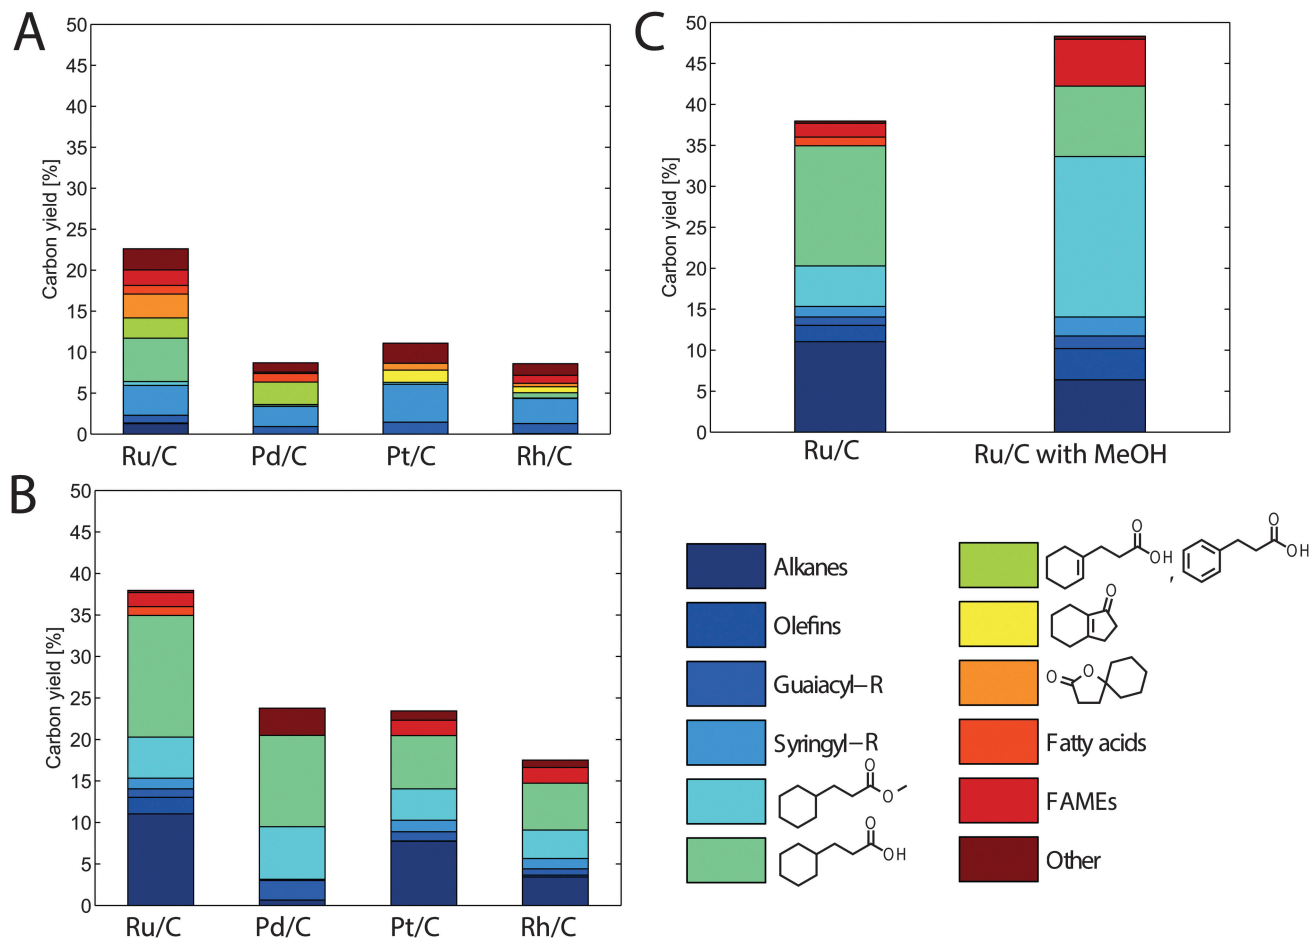 A
50
45
40
35
30
25
20
15
10
5
0
Carbon yield [%]
Ru/C
Pd/C
Pt/C
Rh/C
C
50
45
40
35
30
25
20
15
10
5
0
Carbon yield [%]
Ru/C
Ru/C with MeOH
B
50
45
40
35
30
25
20
15
10
5
0
Carbon yield [%]
Ru/C
Pd/C
Pt/C
Rh/C
Alkanes
Olefins
Guaiacyl–R
Syringyl–R
O
O
O
OH
O
OH
,
O
OH
O
O
O
Fatty acids
FAMEs
Other